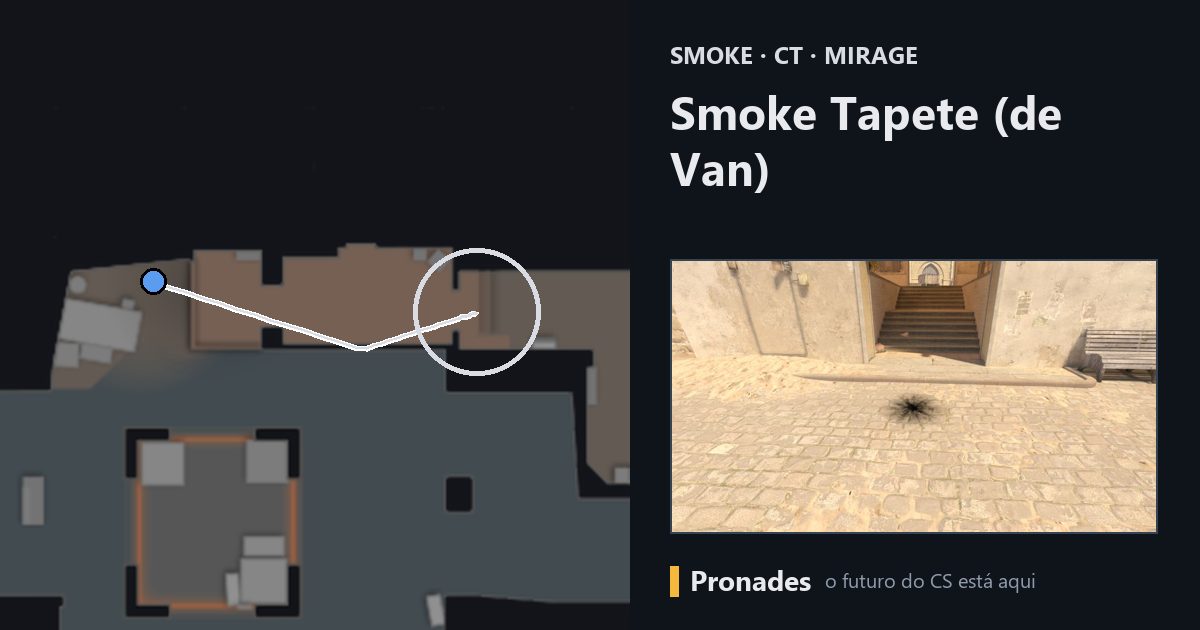 SMOKE · CT · MIRAGE
Smoke Tapete (de
Van)
Pronades o futuro do CS está aqui